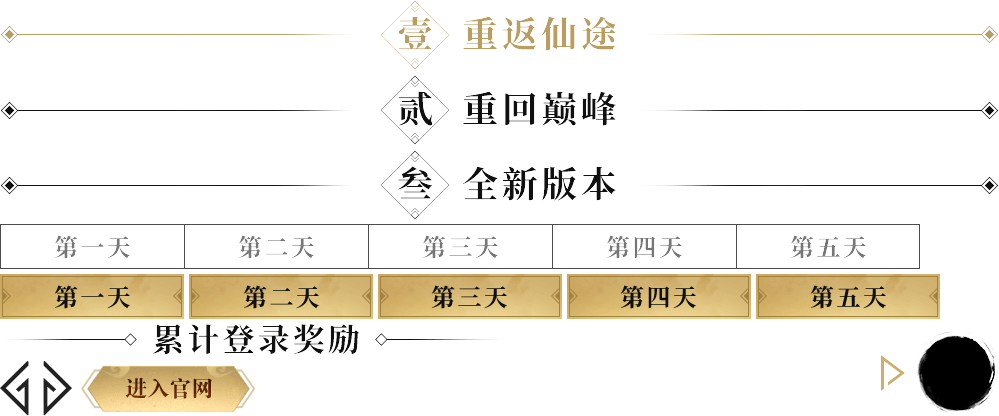 壹 重返仙途
贰 重回巅峰
叁 全新版本
第一天 第二天 第三天 第四天 第五天
第一天 第二天 第三天 第四天 第五天
累计登录奖励
进入官网